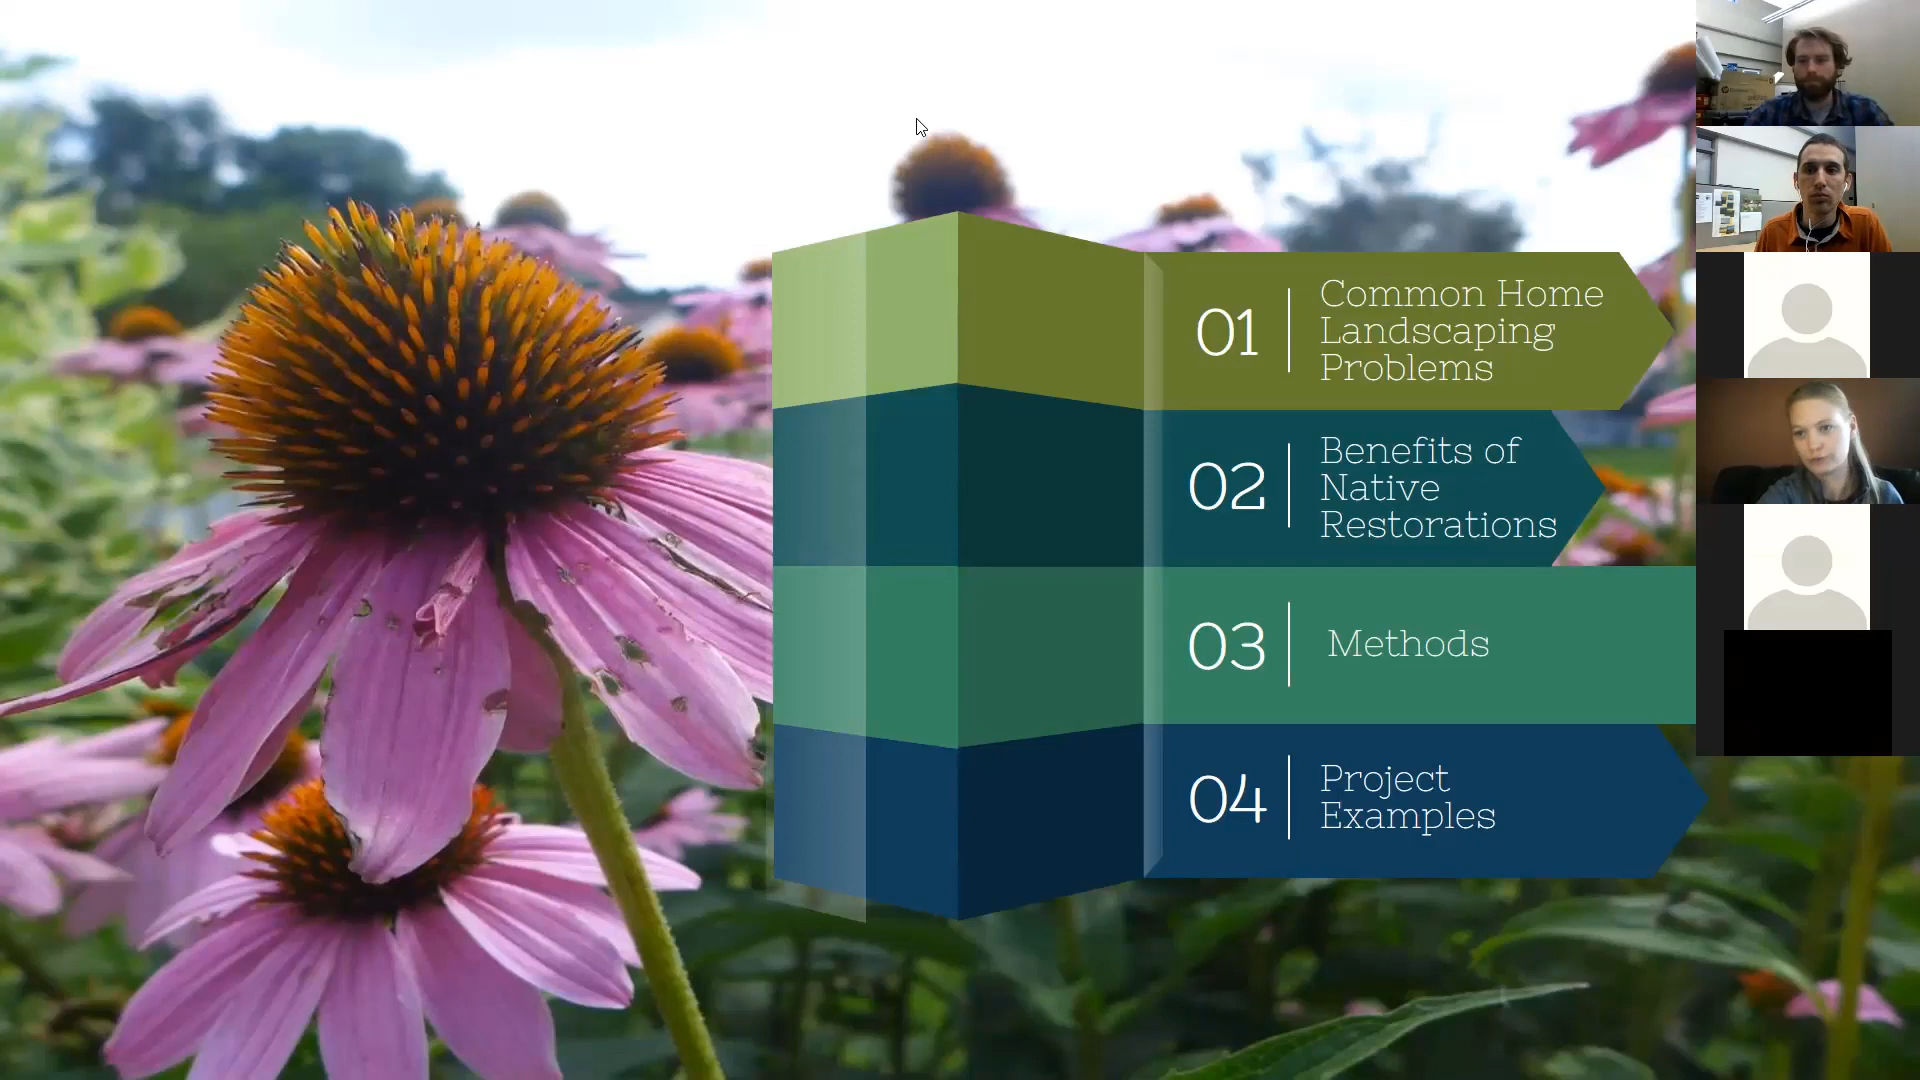 01
Common Home
Landscaping
Problems
02
Benefits of
Native
Restorations
03
Methods
04
Project
Examples